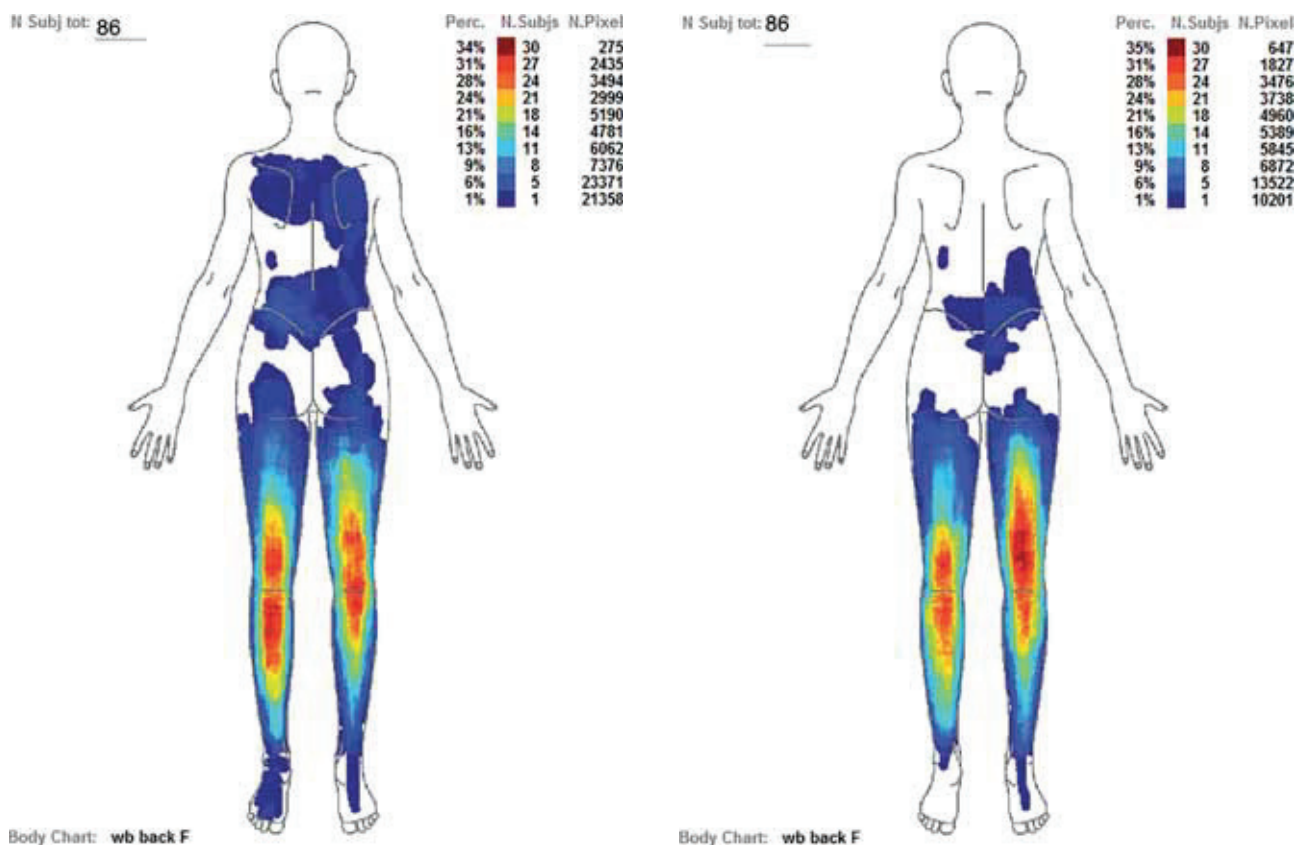 N Subj tot: 86
Perc. N.Subjs N.Pixel
34% 30 275
31% 27 2435
28% 24 3494
24% 21 2999
21% 18 5190
16% 14 4781
13% 11 6062
9% 8 7376
6% 5 23371
1% 1 21358
Body Chart: wb back F
N Subj tot: 86
Perc. N.Subjs N.Pixel
35% 30 647
31% 27 1827
28% 24 3476
24% 21 3738
21% 18 4960
16% 14 5389
13% 11 5845
9% 8 6872
6% 5 13522
1% 1 10201
Body Chart: wb back F